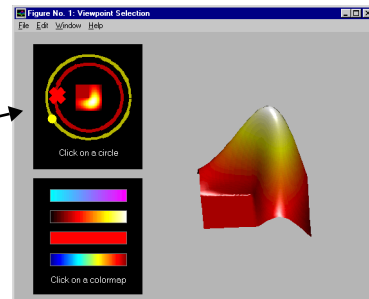 Figure No. 1: Viewpoint Selection
File Edit Window Help
Click on a circle
Click on a colormap